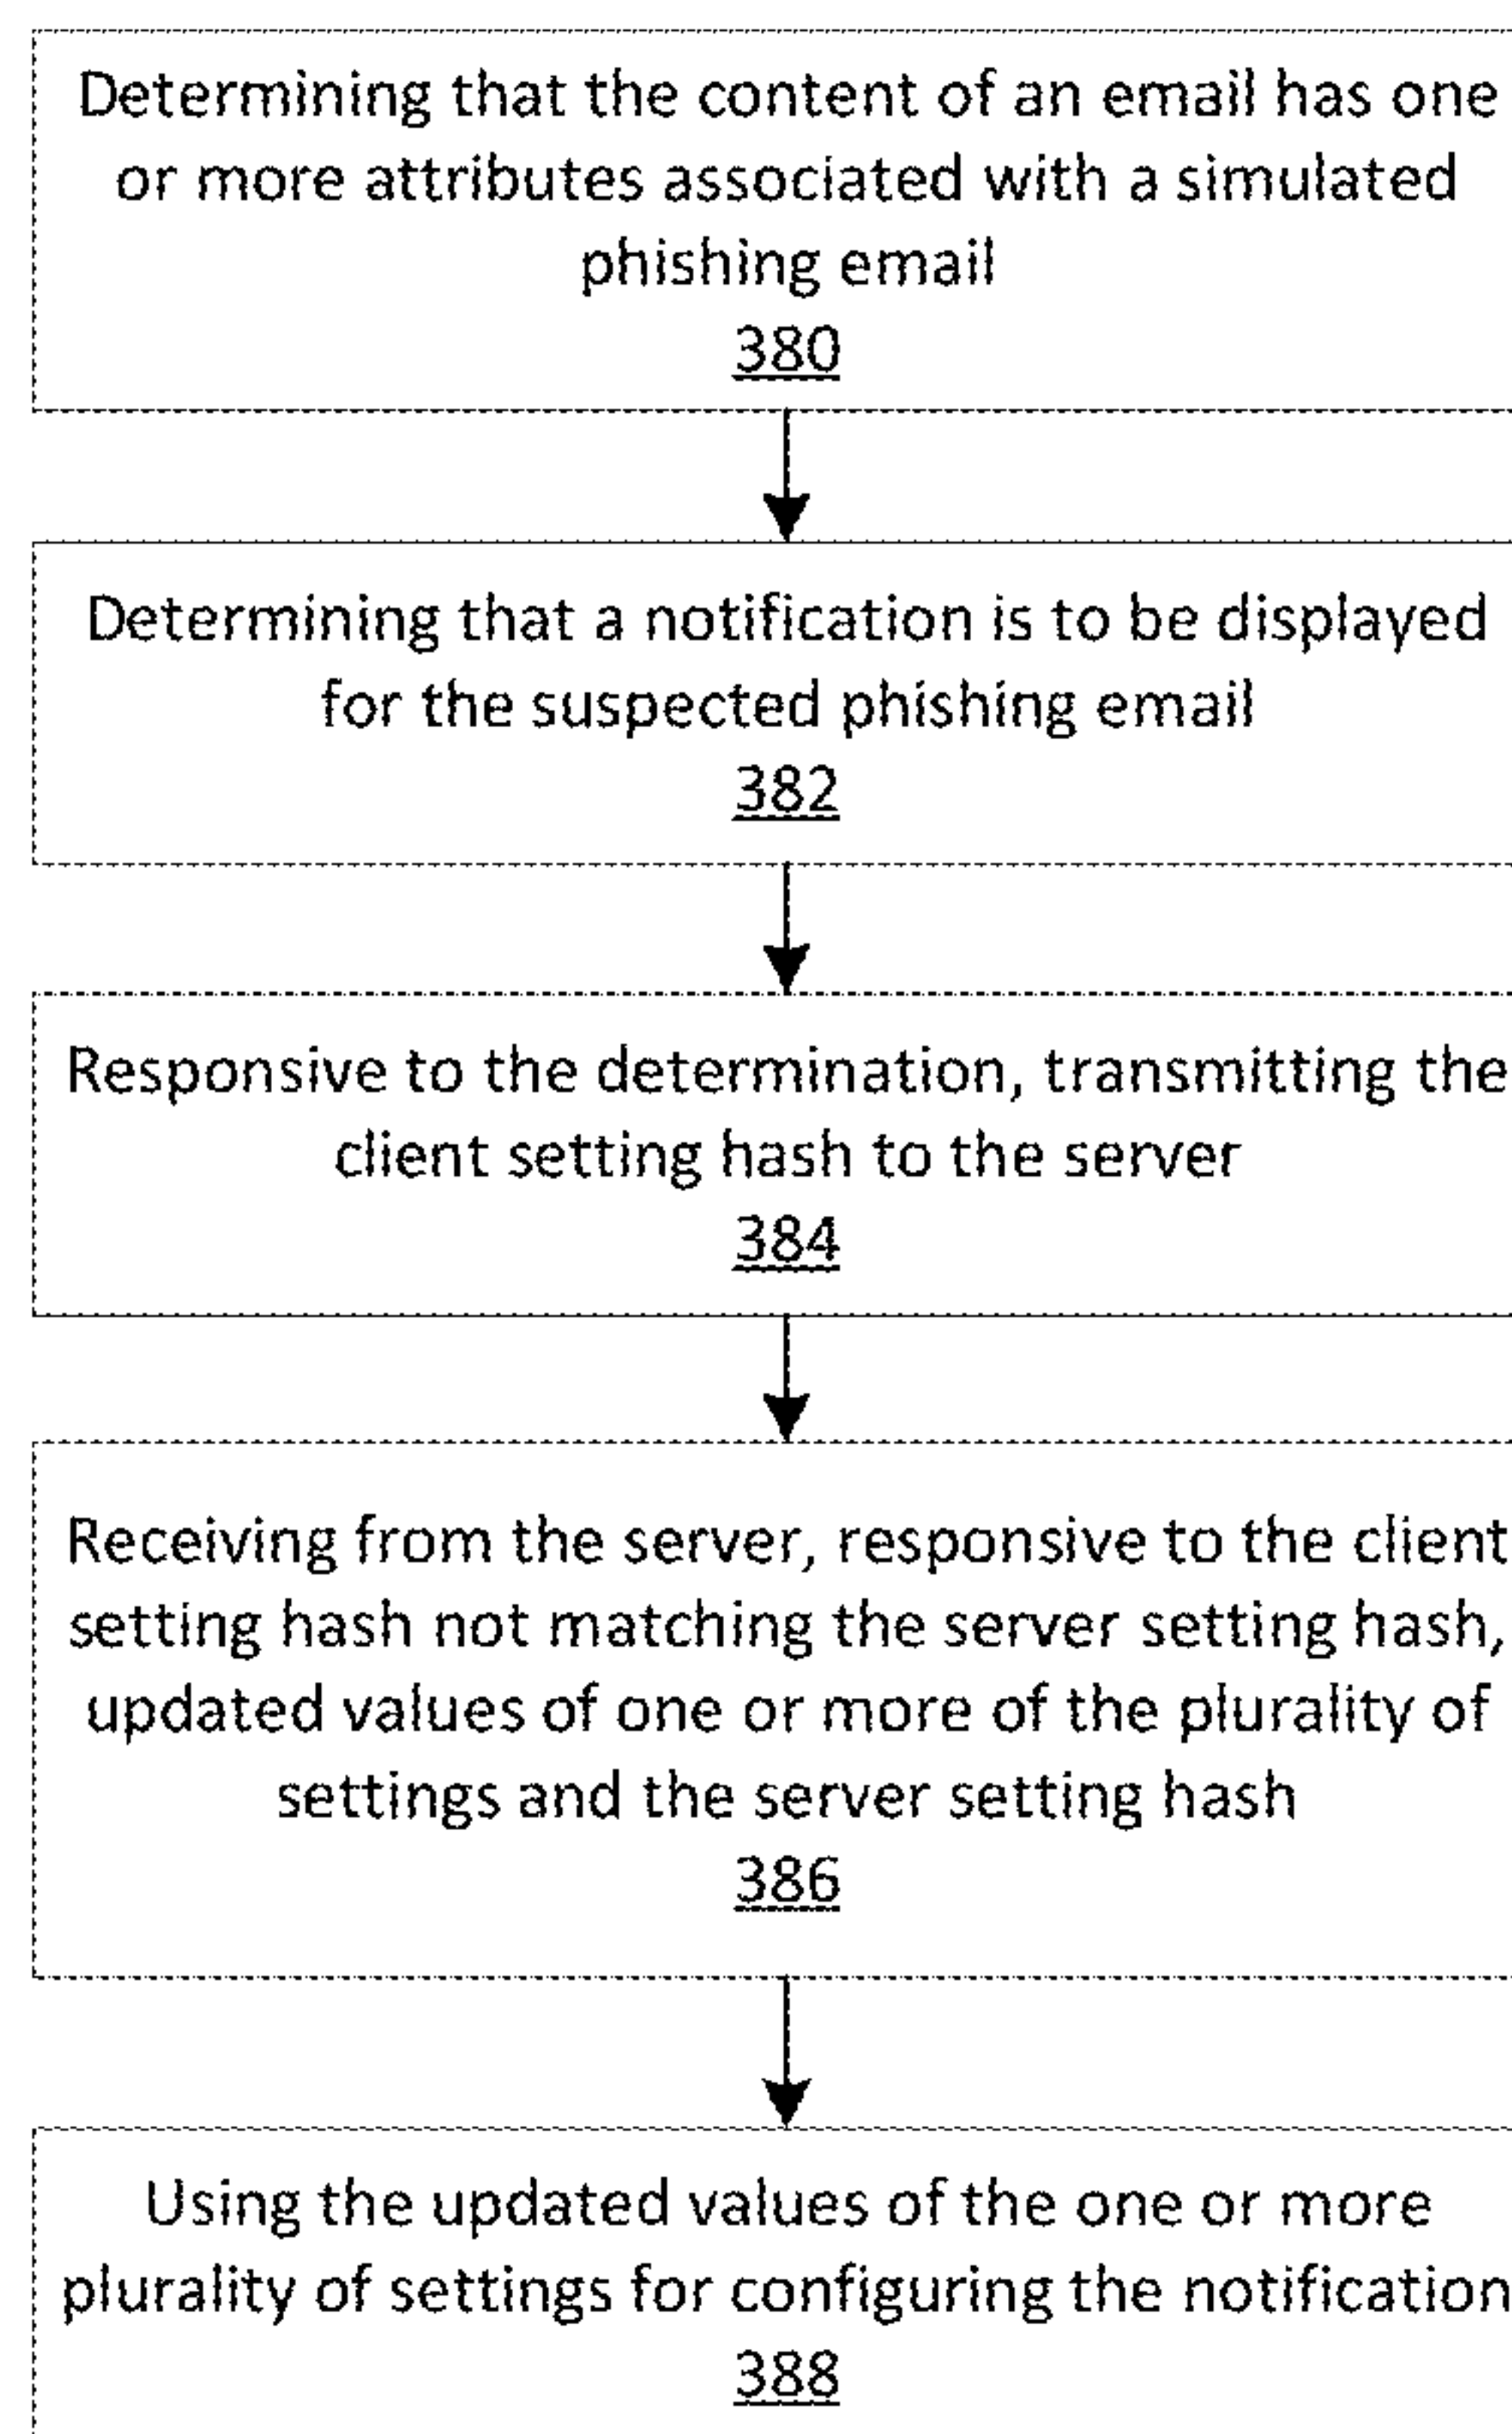 Determining that the content of an email has one
or more attributes associated with a simulated
phishing email
380
Determining that a notification is to be displayed
for the suspected phishing email
382
Responsive to the determination, transmitting the
client setting hash to the server
384
Receiving from the server, responsive to the client
setting hash not matching the server setting hash,
updated values of one or more of the plurality of
settings and the server setting hash
386
Using the updated values of the one or more
plurality of settings for configuring the notification
388